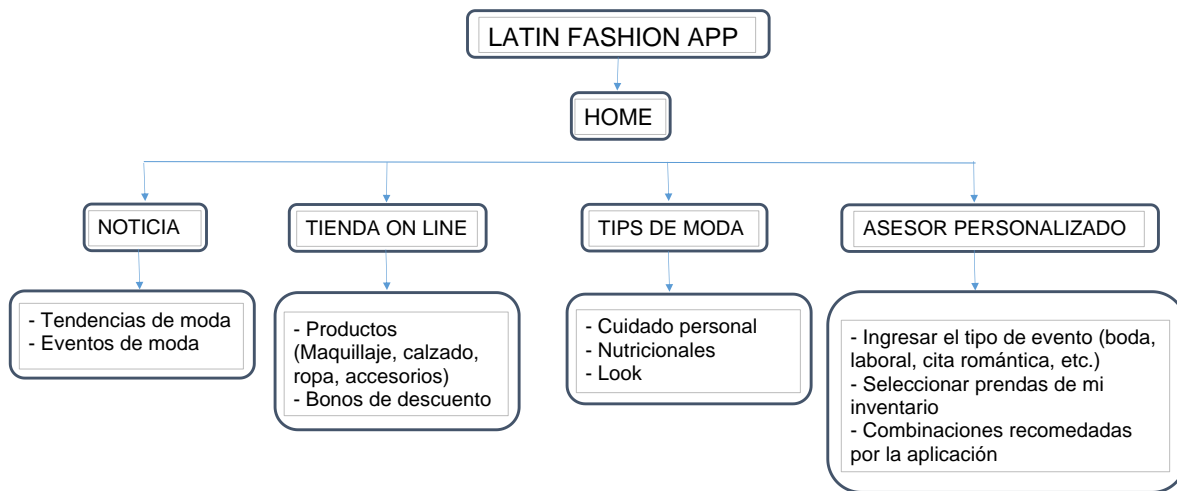 LATIN FASHION APP
HOME
NOTICIA
TIENDA ON LINE
TIPS DE MODA
ASESOR PERSONALIZADO
- Tendencias de moda
- Eventos de moda
- Productos
(Maquillaje, calzado,
ropa, accesorios)
- Bonos de descuento
- Cuidado personal
- Nutricionales
- Look
- Ingresar el tipo de evento (boda,
laboral, cita romántica, etc.)
- Seleccionar prendas de mi
inventario
- Combinaciones recomedadas
por la aplicación